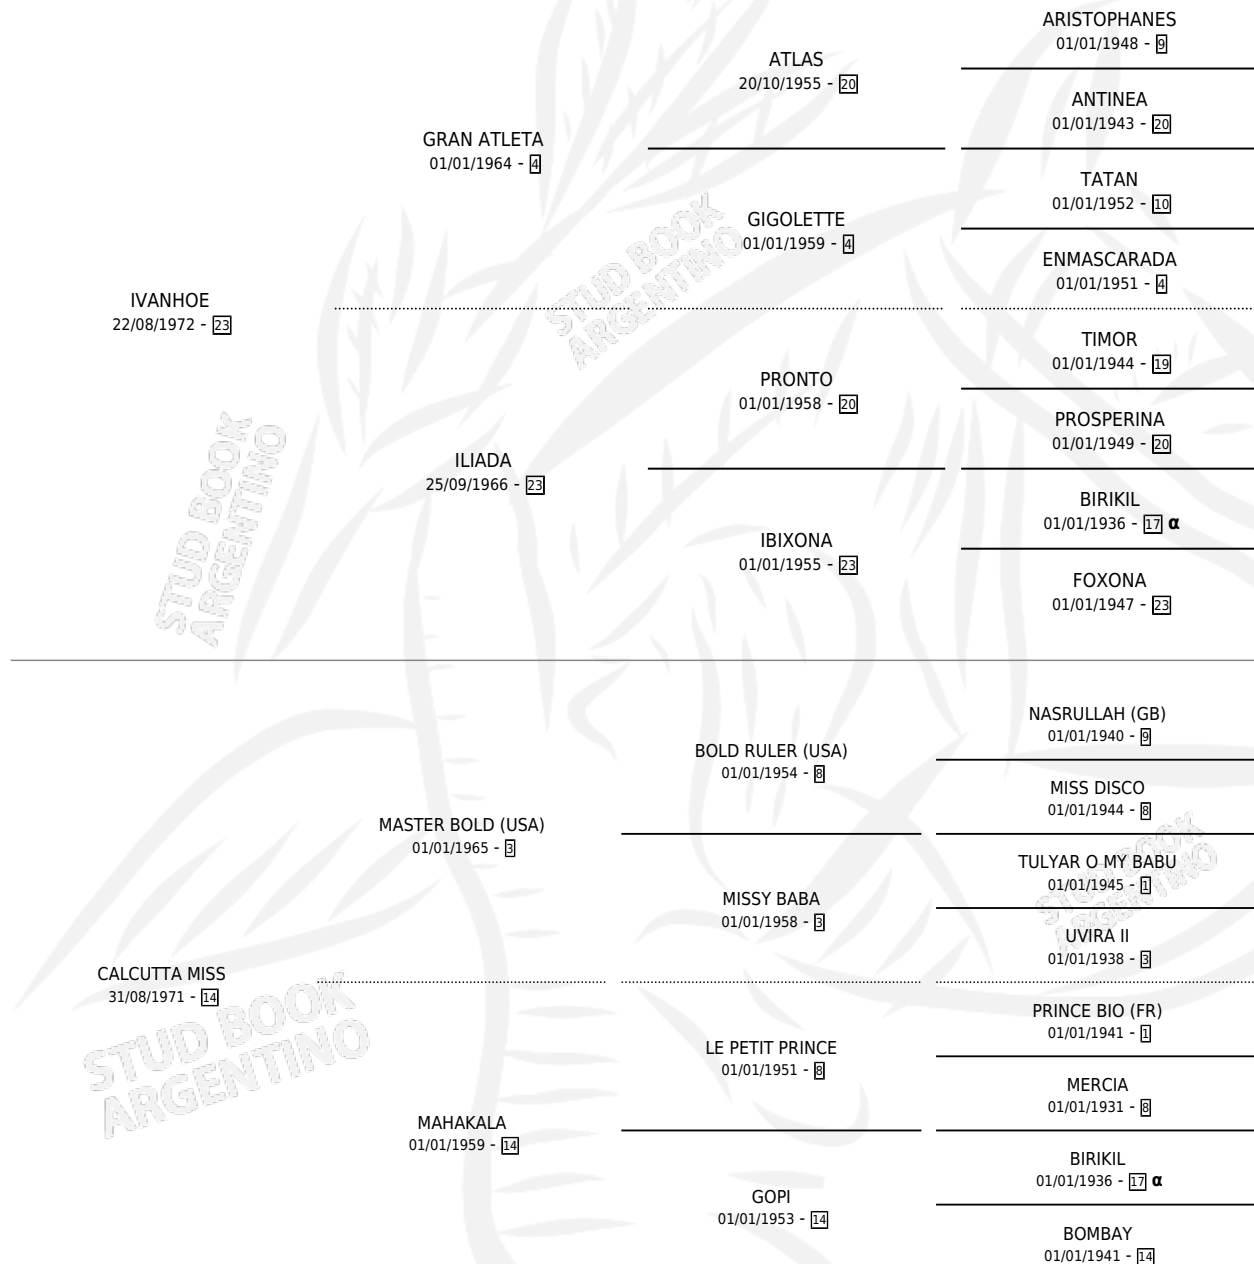 ARISTOPHANES
01/01/1948 - 9
ATLAS
20/10/1955 - 20
ANTINEA
01/01/1943 - 20
GRAN ATLETA
01/01/1964 - 4
TATAN
01/01/1952 - 10
GIGOLETTE
01/01/1959 - 4
ENMASCARADA
01/01/1951 - 4
IVANHOE
22/08/1972 - 23
TIMOR
01/01/1944 - 19
PRONTO
01/01/1958 - 20
PROSPERINA
01/01/1949 - 20
ILIADA
25/09/1966 - 23
BIRIKIL
01/01/1936 - 17 α
IBIXONA
01/01/1955 - 23
FOXONA
01/01/1947 - 23
STUD BOOK
ARGENTINO
STUD BOOK
ARGENTINO
NASRULLAH (GB)
01/01/1940 - 9
BOLD RULER (USA)
01/01/1954 - 8
MISS DISCO
01/01/1944 - 8
MASTER BOLD (USA)
01/01/1965 - 3
TULYAR O MY BABU
01/01/1945 - 1
MISSY BABA
01/01/1958 - 3
UVIRA II
01/01/1938 - 3
CALCUTTA MISS
31/08/1971 - 14
PRINCE BIO (FR)
01/01/1941 - 1
LE PETIT PRINCE
01/01/1951 - 8
MERCIA
01/01/1931 - 8
MAHAKALA
01/01/1959 - 14
BIRIKIL
01/01/1936 - 17 α
GOPI
01/01/1953 - 14
BOMBAY
01/01/1941 - 14
STUD BOOK
ARGENTINO
STUD BOOK
ARGENTINO